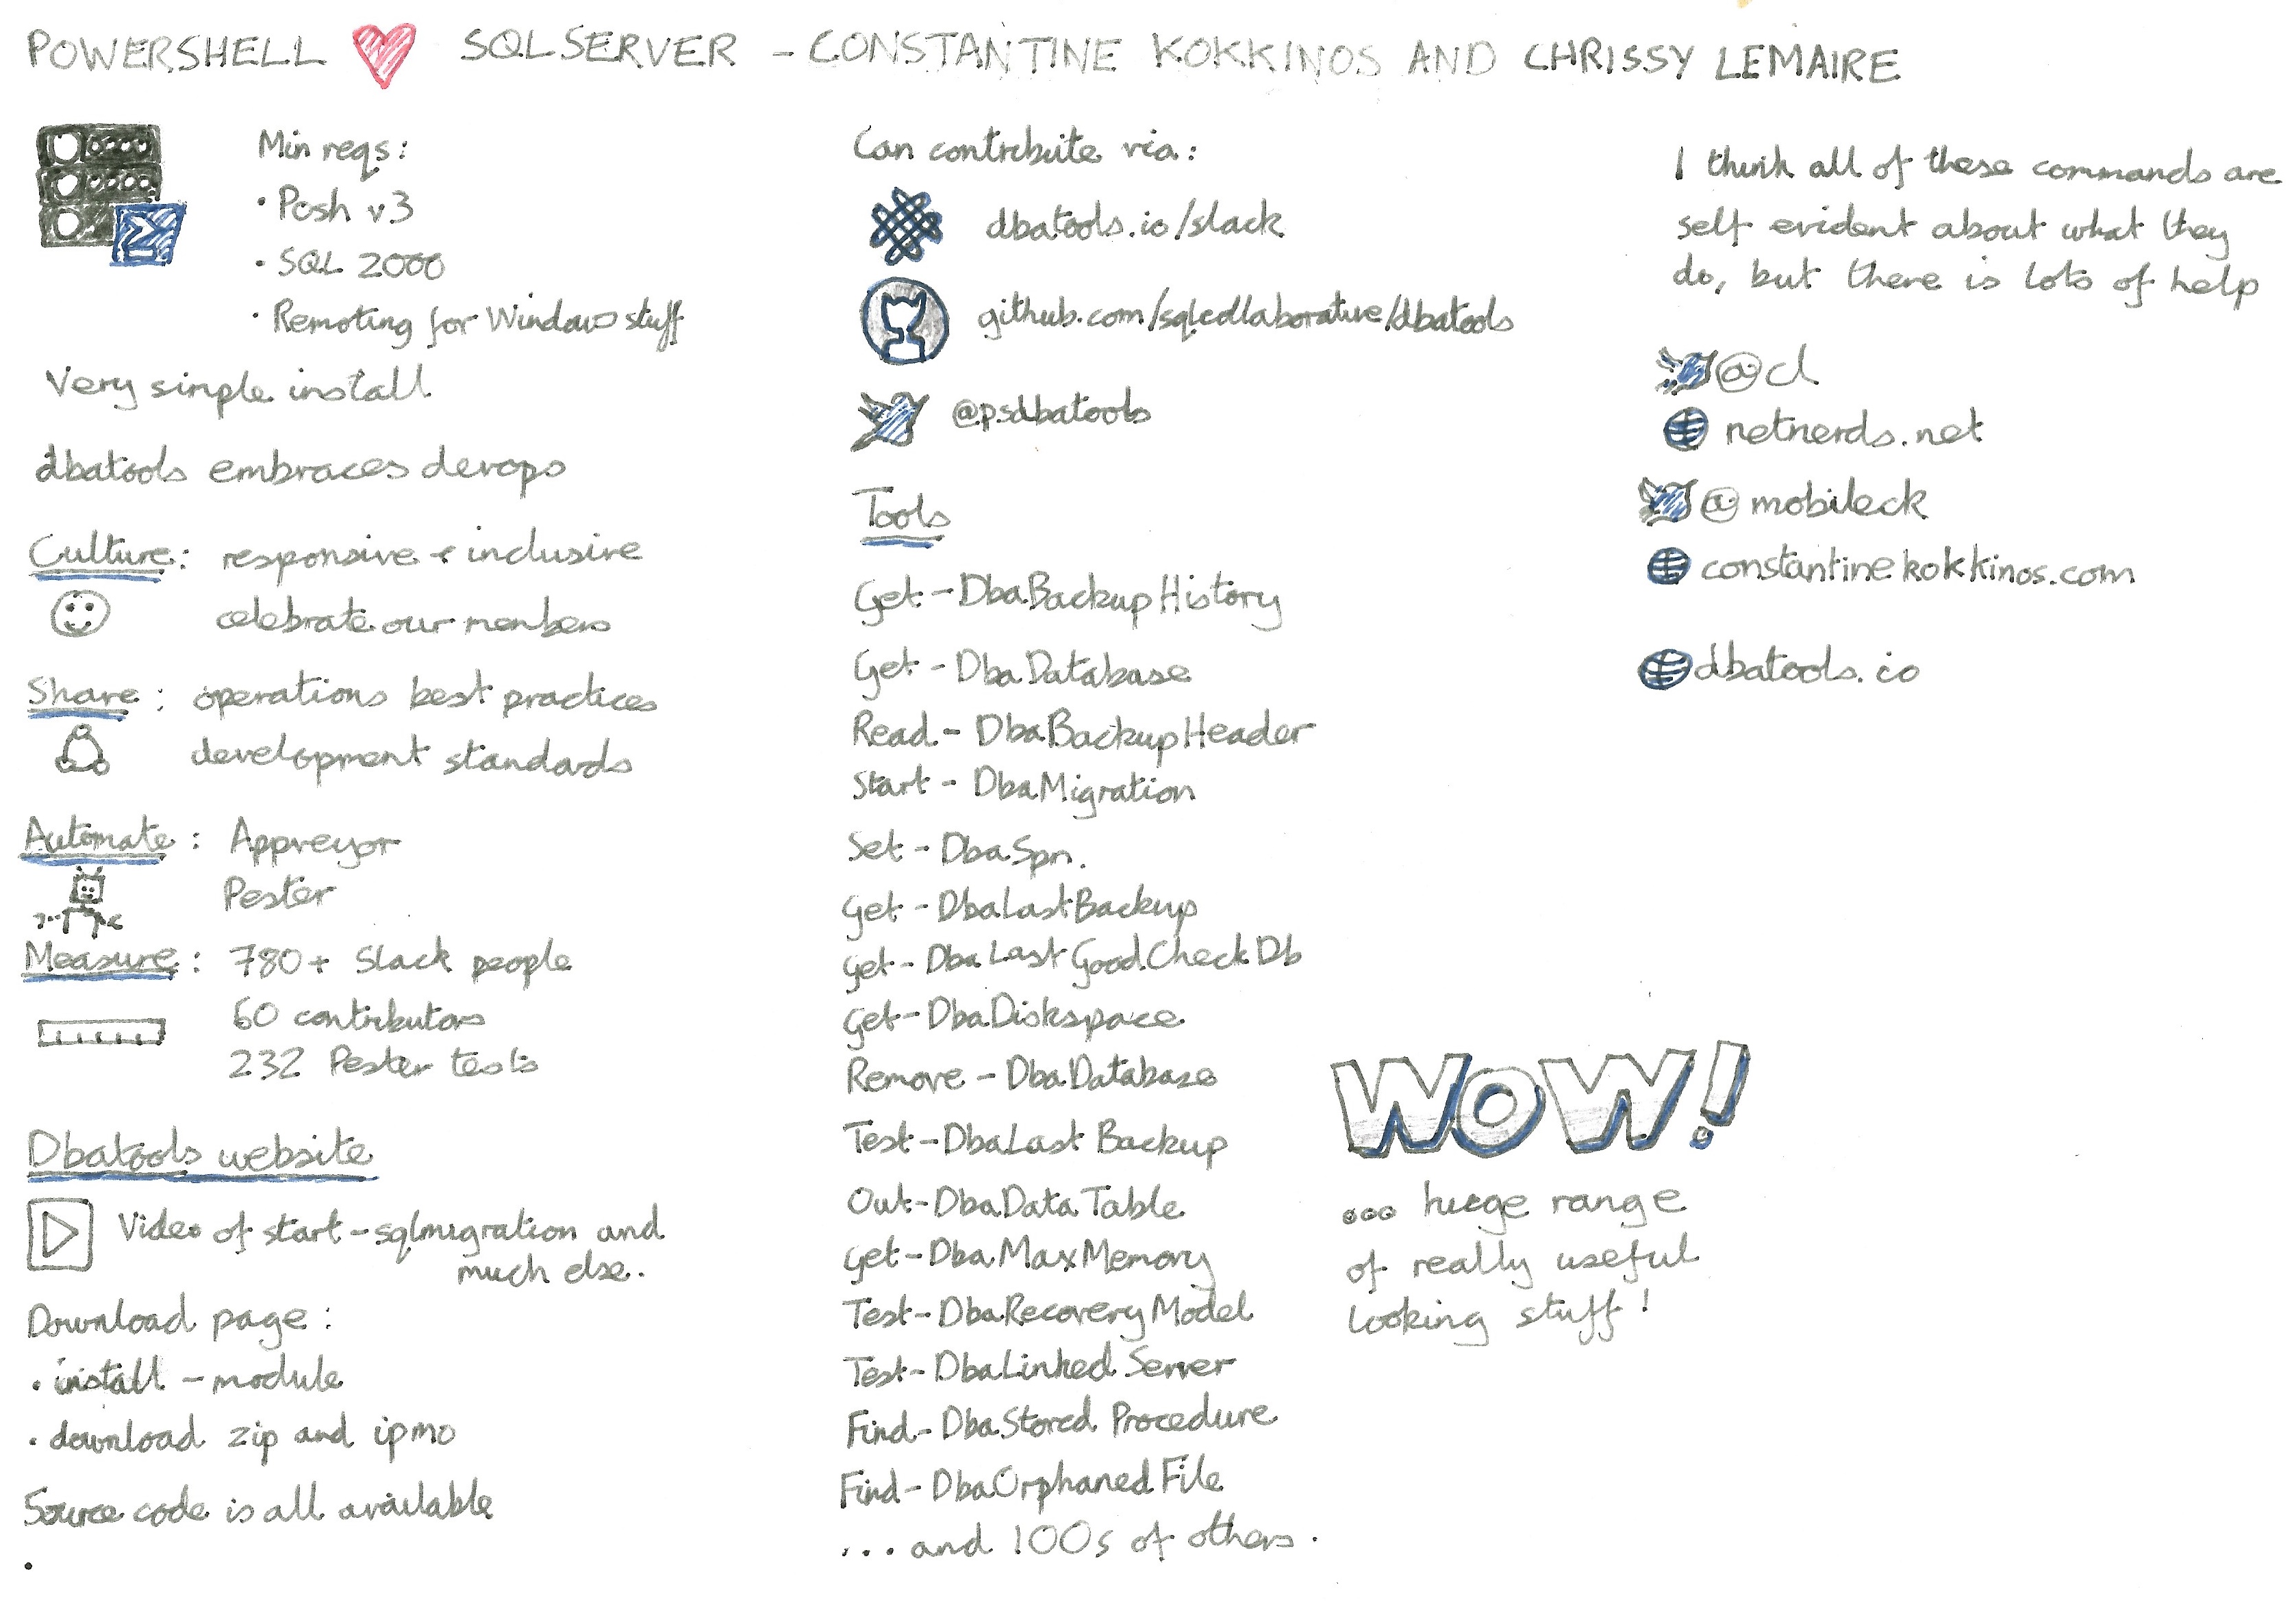 POWERSHELL ♥ SQLSERVER - CONSTANTINE KOKKINOS AND CHRISSY LEMAIRE
Min reqs:
· Posh v3
· SQL 2000
· Remoting for Windows stuff
Very simple install
dbatools embraces devops
Culture: responsive + inclusive
celebrate our members
Share: operations best practices
development standards
Automate: Appveyor
Pester
Measure: 780+ Slack people
60 contributors
232 Pester tests
Dbatools website
Video of start-sqlmigration and
much else.
Download page:
· install-module
· download zip and ipmo
Source code is all available
.
Can contribute via:
dbatools.io/slack
github.com/sqlcollaborative/dbatools
@psdbatools
Tools
Get-DbaBackupHistory
Get-DbaDatabase
Read-DbaBackupHeader
Start-DbaMigration
Set-DbaSpn.
Get-DbaLastBackup
Get-DbaLastGoodCheckDb
Get-DbaDiskspace
Remove-DbaDatabase
Test-DbaLastBackup
Out-DbaDataTable
Get-DbaMaxMemory
Test-DbaRecoveryModel
Test-DbaLinkedServer
Find-DbaStoredProcedure
Find-DbaOrphanedFile
... and 100s of others.
WOW!
... huge range
of really useful
looking stuff!
I think all of these commands are
self evident about what they
do, but there is lots of help
@cl
netnerds.net
@mobileck
constantinekokkinos.com
dbatools.io